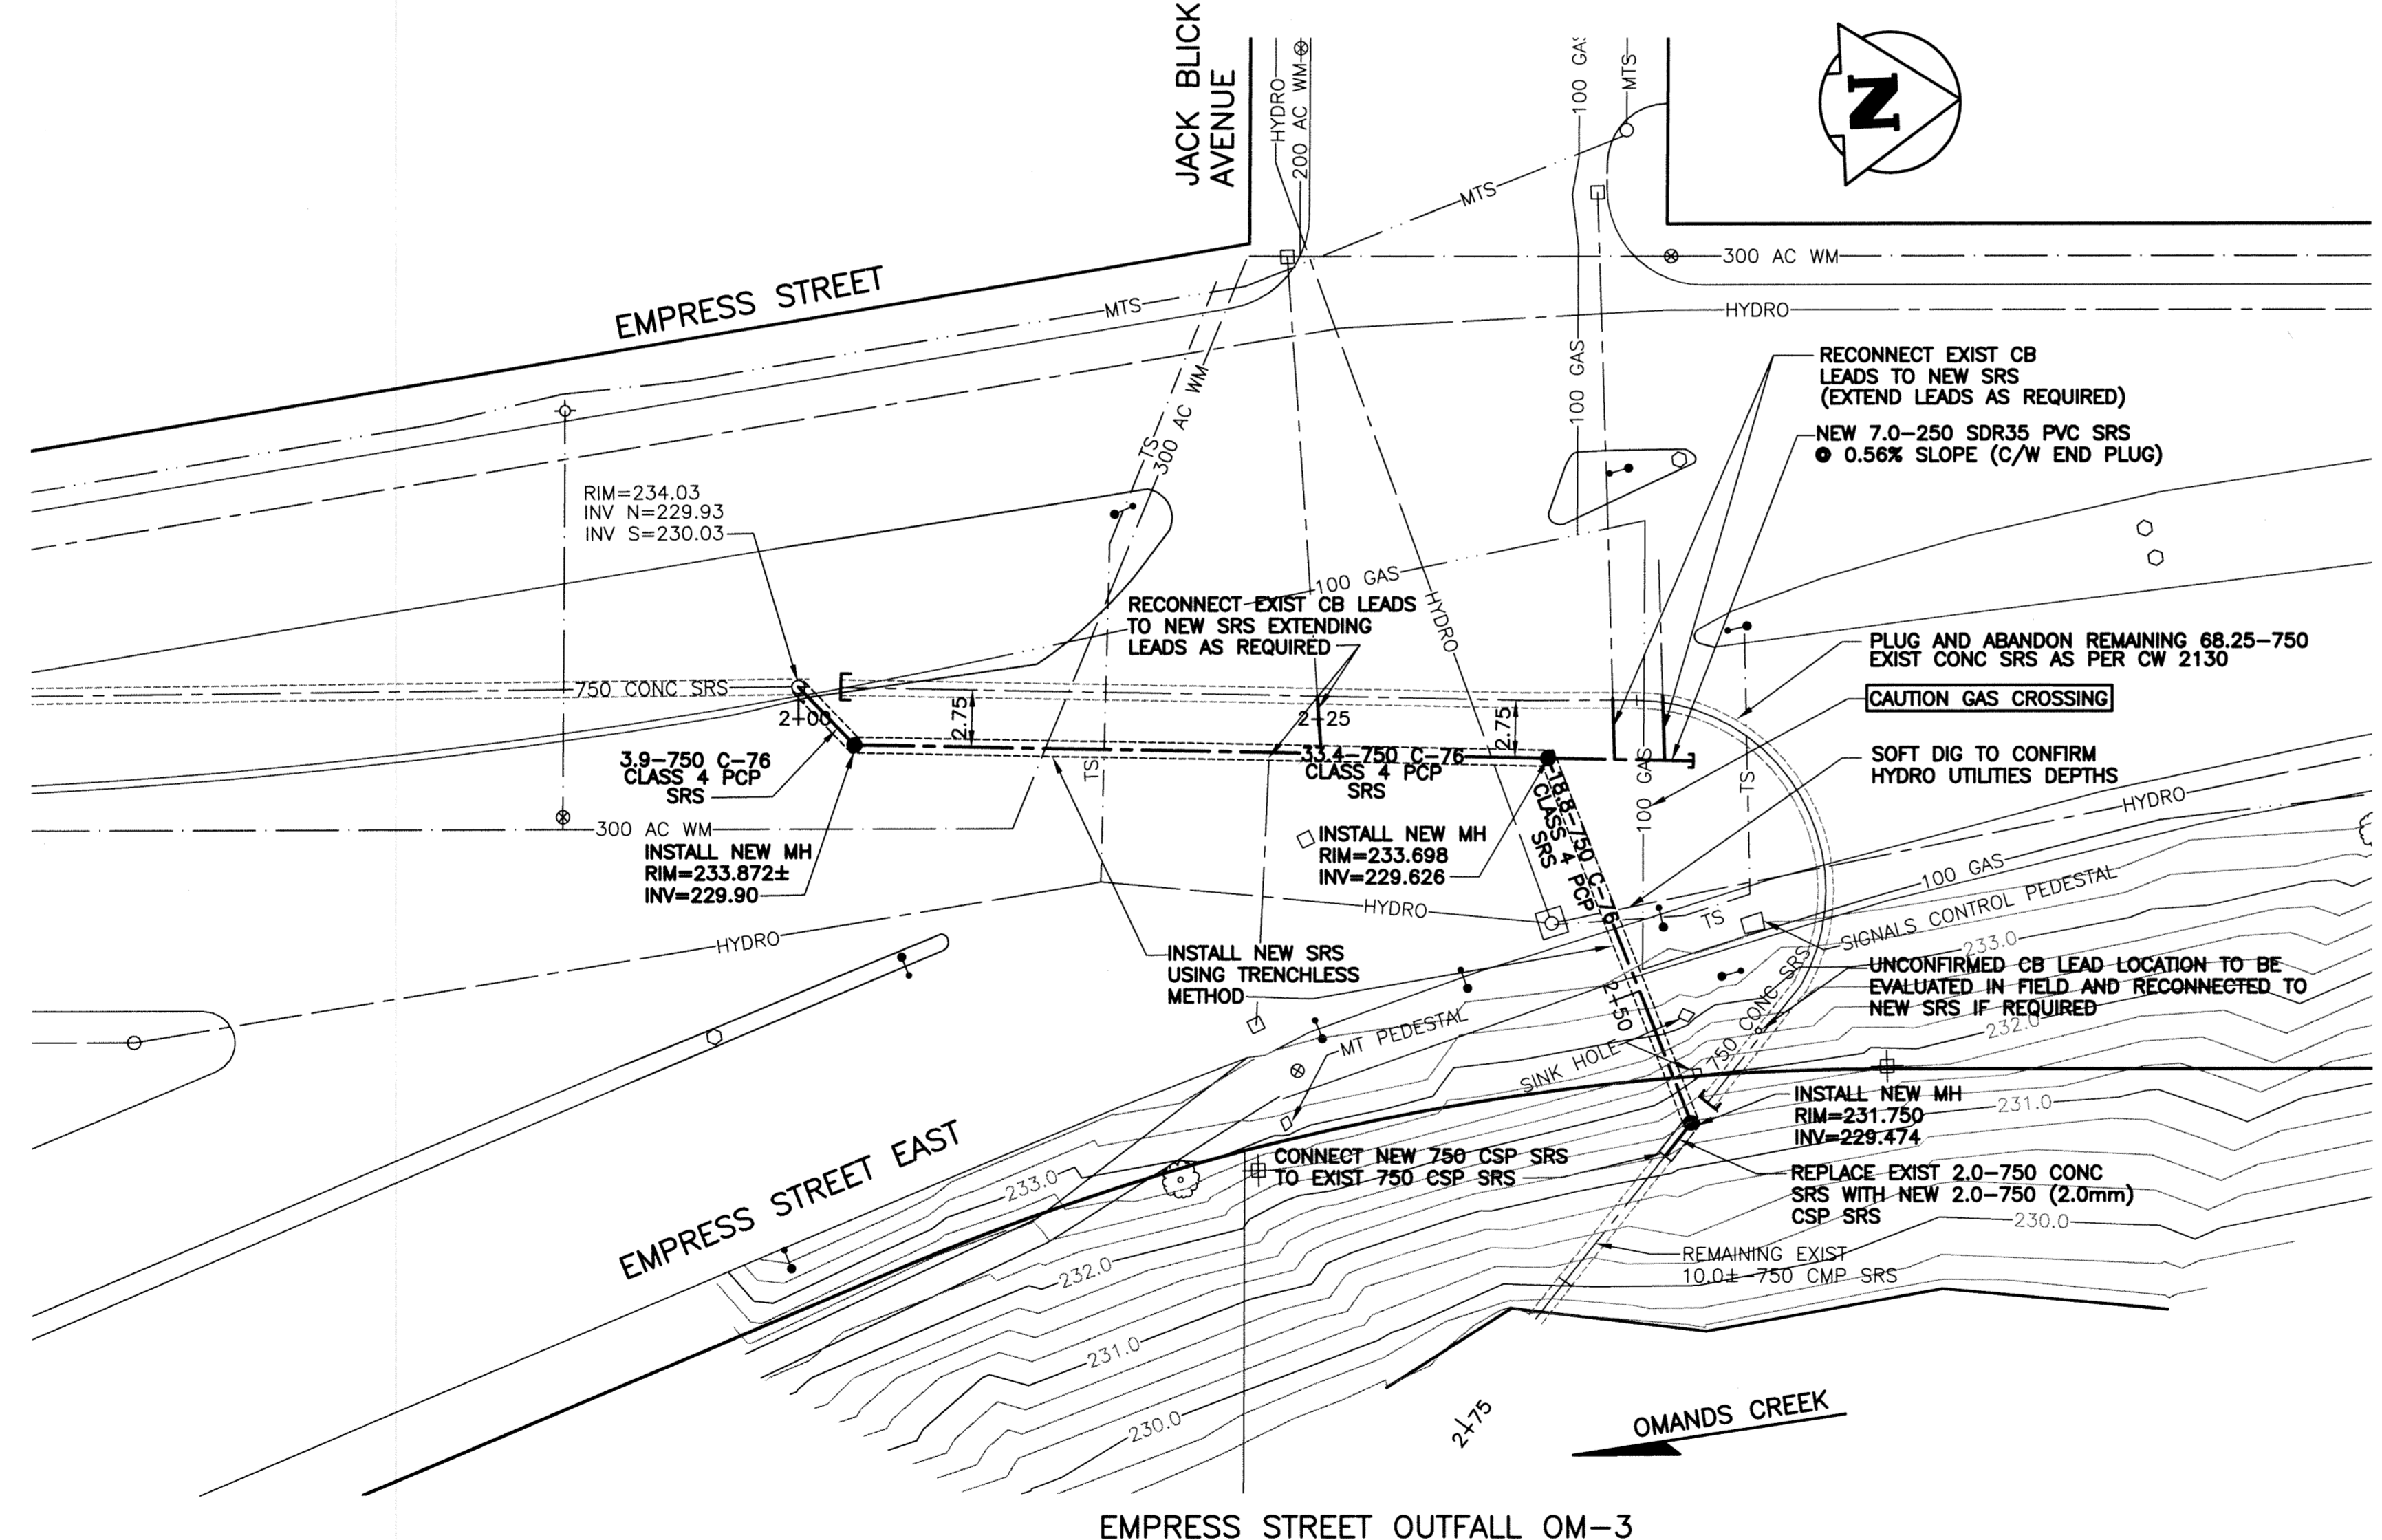 JACK BLICK
AVENUE
HYDRO
200 AC WM
100 GAS
MTS
N
MTS
300 AC WM
EMPRESS STREET
MTS
HYDRO
100 GAS
TS
300 AC WM
RECONNECT EXIST CB
LEADS TO NEW SRS
(EXTEND LEADS AS REQUIRED)
NEW 7.0-250 SDR35 PVC SRS
@ 0.56% SLOPE (C/W END PLUG)
RIM=234.03
INV N=229.93
INV S=230.03
100 GAS
HYDRO
RECONNECT EXIST CB LEADS
TO NEW SRS EXTENDING
LEADS AS REQUIRED
PLUG AND ABANDON REMAINING 68.25-750
EXIST CONC SRS AS PER CW 2130
CAUTION GAS CROSSING
750 CONC SRS
2+00
2.75
2+25
2.75
3.9-750 C-76
CLASS 4 PCP
SRS
TS
33.4-750 C-76
CLASS 4 PCP
SRS
100 GAS
TS
SOFT DIG TO CONFIRM
HYDRO UTILITIES DEPTHS
HYDRO
18.8-750 C-76
CLASS 4 PCP
SRS
300 AC WM
INSTALL NEW MH
RIM=233.872±
INV=229.90
INSTALL NEW MH
RIM=233.698
INV=229.626
100 GAS
HYDRO
TS
SIGNALS CONTROL PEDESTAL
HYDRO
233.0
INSTALL NEW SRS
USING TRENCHLESS
METHOD
UNCONFIRMED CB LEAD LOCATION TO BE
EVALUATED IN FIELD AND RECONNECTED TO
NEW SRS IF REQUIRED
2+50
750 CONC SRS
232.0
MT PEDESTAL
SINK HOLE
INSTALL NEW MH
RIM=231.750
INV=229.474
231.0
EMPRESS STREET EAST
CONNECT NEW 750 CSP SRS
TO EXIST 750 CSP SRS
REPLACE EXIST 2.0-750 CONC
SRS WITH NEW 2.0-750 (2.0mm)
CSP SRS
233.0
230.0
232.0
REMAINING EXIST
10.0±-750 CMP SRS
231.0
230.0
2+75
OMANDS CREEK
EMPRESS STREET OUTFALL OM-3